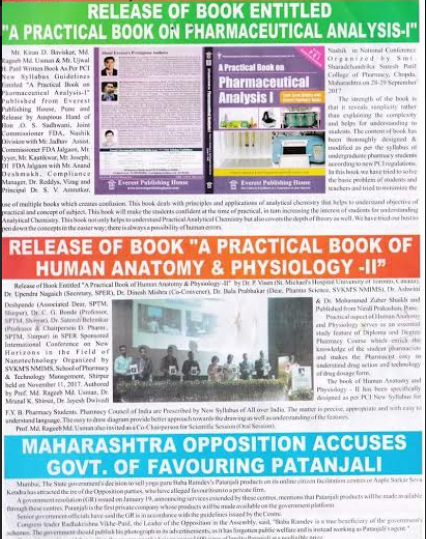 RELEASE OF BOOK ENTITLED
"A PRACTICAL BOOK ON PHARMACEUTICAL ANALYSIS-I"
Mr. Kiran D. Baviskar, Md.
Rageeb Md. Usman & Mr. Ujwal
H. Patil Written Book As Per PCI
New Syllabus Guidelines
Entitled "A Practical Book on
Pharmaceutical Analysis-I"
Published from Everest
Publishing House, Pune and
Release by Auspious Hand of
Hon .O. S. Sadhwani, Joint
Commissioner FDA, Nashik
Division with Mr. Jadhav Assist.
Commissioner FDA Jalgaon, Mr
Iyyer, Mr. Kautikwar, Mr. Joseph,
DI FDA Jalgaon with Mr. Anand
Deshmukh, Compliance
Manager, Dr. Reddys, Vizag and
Principal Dr. S. V. Amrutkar,
A Practical Book on
Pharmaceutical
Analysis I
Everest Publishing House
Everest Publishing House
Nashik in National Conference
Organized by Smt.
Sharadchandrika Suresh Patil
College of Pharmacy, Chopda,
Maharashtra on 28-29 September
2017
The strength of the book is
that it reveals simplicity rather
than explaining the complexity
and helps for understanding to
students. The content of book has
been thoroughly designed &
modified as per the syllabus of
undergraduate pharmacy students
according to new PCI regulations.
In this book we have tried to solve
the basic problem of students and
teachers and tried to minimize the
use of multiple books which creates confusion. This book deals with principles and applications of analytical chemistry that helps to understand objective of
practical and concept of subject. This book will make the students confident at the time of practical, in turn increasing the interest of students for understanding
Analytical Chemistry. This book not only helps to understand Practical Analytical Chemistry but also covers the depth of theory as well. We have tried our best to
pen down the concepts in the easier way; there is always a possibility of human errors.
RELEASE OF BOOK "A PRACTICAL BOOK OF
HUMAN ANATOMY & PHYSIOLOGY -II"
Release of Book Entitled "A Practical Book of Human Anatomy & Physiology-II" by Dr. P. Vines (St. Michael's Hospital University of Toronto, Canada),
Dr. Upendra Nagaich (Secretary, SPER), Dr. Dinesh Mishra (Co-Convener), Dr. Bala Prabhakar (Dean, Pharma Science, SVKM'S NMIMS), Dr. Ashwini
Deshpande (Associated Dean, SPTM,
Shirpur), Dr. C. G. Bonde (Professor,
SPTM, Shirpur), Dr. Sateesh Belemkar
(Professor & Chairperson D. Pharm.,
SPTM, Shirpur) in SPER Sponsored
International Conference on New
Horizons in the Field of
Nanotechnology Organized by
SVKM'S NMIMS, School of Pharmacy
& Technology Management, Shirpur
held on November 11, 2017. Authored
by Prof. Md. Rageeb Md. Usman, Dr.
Mrunal K. Shirsat, Dr. Jayesh Dwivedi
& Dr. Mohammad Zuber Shaikh and
Published from Nirali Prakashan, Pune.
Practical aspect of Human Anatomy
and Physiology serves as an essential
study feature of Diploma and Degree
Pharmacy Course which enrich the
knowledge of the student pharmacists
and makes the Pharmacist easy to
understand drug action and technology
of drug dosage form.
The book of Human Anatomy and
Physiology - II has been specifically
designed as per PCI New Syllabus for
F.Y. B. Pharmacy Students. Pharmacy Council of India are Prescribed by New Syllabus of All over India. The matter is precise, appropriate and with easy to
understand language. The easy to draw diagrams provide better approach towards the drawing as well as understanding of the features.
Prof. Md. Rageeb Md. Usman also invited as a Co-Chairperson for Scientific Session (Oral Session).
MAHARASHTRA OPPOSITION ACCUSES
GOVT. OF FAVOURING PATANJALI
Mumbai, The State government's decision to sell yoga guru Baba Ramdev's Patanjali products on its online citizen facilitation centres or Aaple Sarkar Seva
Kendra has attracted the ire of the Opposition parties, who have alleged favouritism to a private firm.
A government resolution (GR) issued on January 19, announcing services extended by these centres, mentions that Patanjali products will be made available
through these centres. Patanjali is the first private company whose products will be made available on the government platform.
Senior government officials have said the GR is in accordance with the guidelines issued by the Centre.
Congress leader Radhakrishna Vikhe-Patil, the Leader of the Opposition in the Assembly, said, "Baba Ramdev is a true beneficiary of the government's
schemes. The government should publish his photograph in its advertisements, as it has forgotten public welfare and is instead working as Patanjali's vagent."